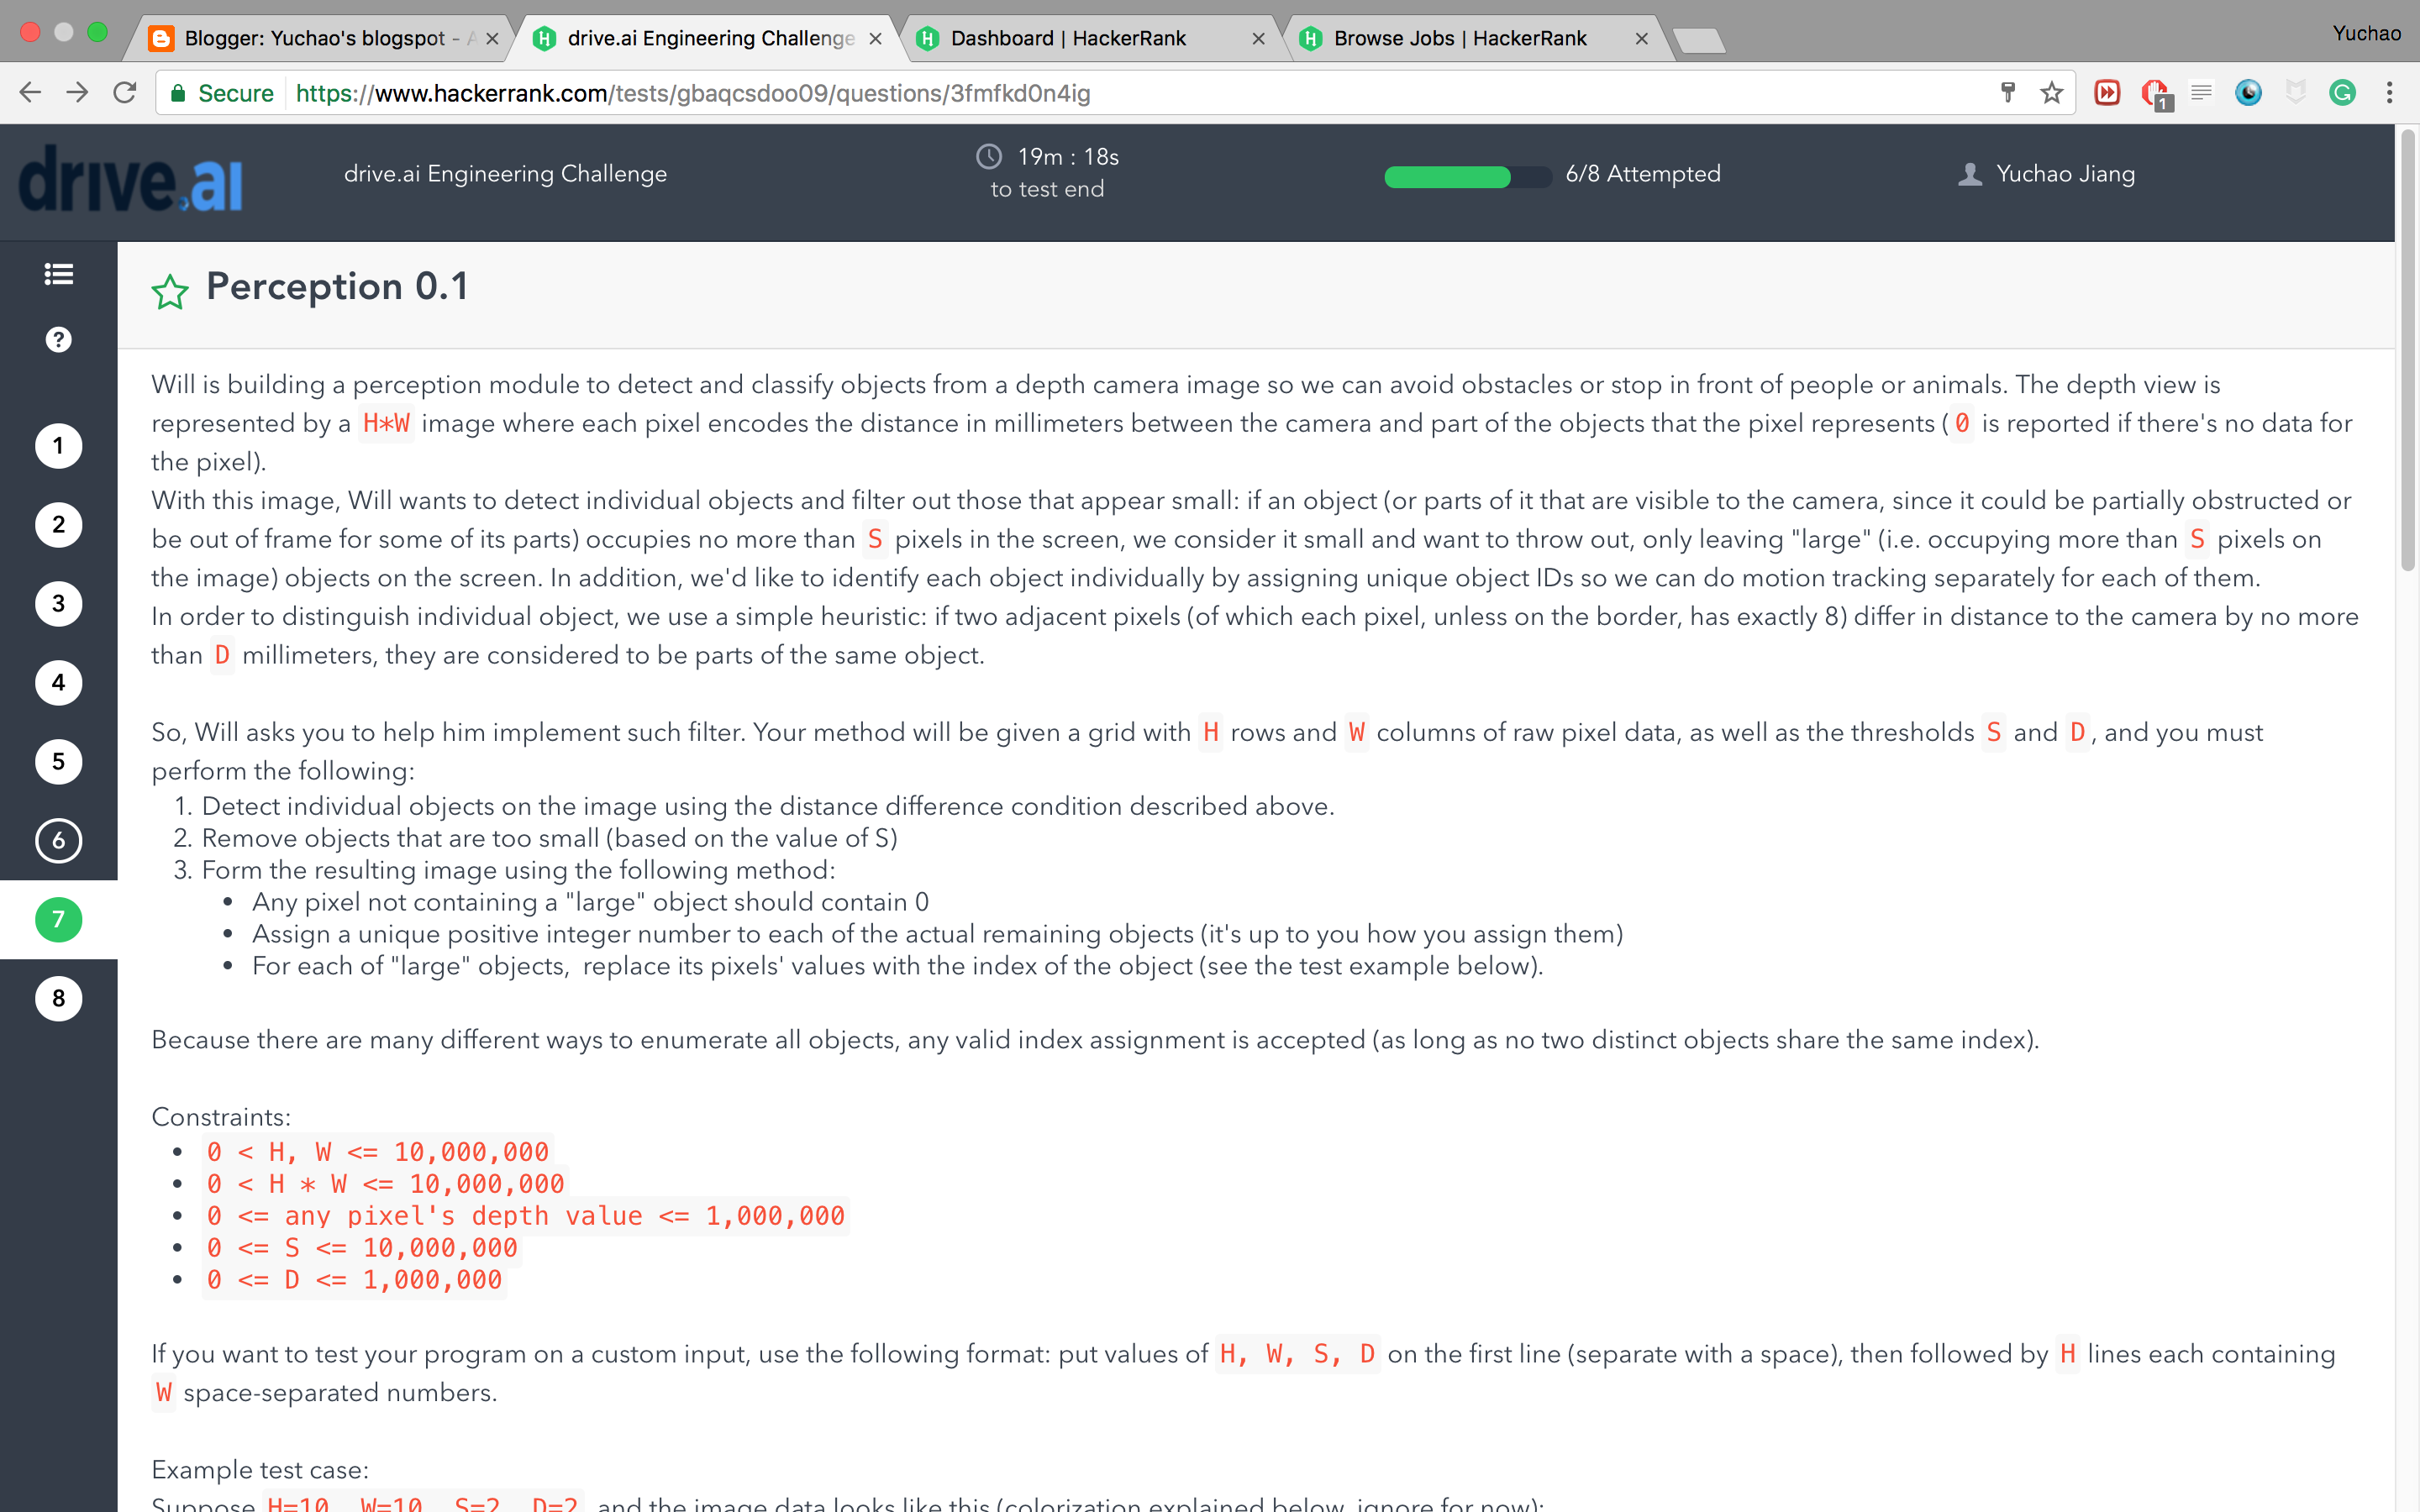 Blogger: Yuchao's blogspot - A
drive.ai Engineering Challenge
Dashboard | HackerRank
Browse Jobs | HackerRank
Yuchao
Secure
https://www.hackerrank.com/tests/gbaqcsdoo09/questions/3fmfkd0n4ig
1
drive.ai
drive.ai Engineering Challenge
19m : 18s
to test end
6/8 Attempted
Yuchao Jiang
?
1
2
3
4
5
6
7
8
Perception 0.1
Will is building a perception module to detect and classify objects from a depth camera image so we can avoid obstacles or stop in front of people or animals. The depth view is
represented by a H*W image where each pixel encodes the distance in millimeters between the camera and part of the objects that the pixel represents ( 0 is reported if there's no data for
the pixel).
With this image, Will wants to detect individual objects and filter out those that appear small: if an object (or parts of it that are visible to the camera, since it could be partially obstructed or
be out of frame for some of its parts) occupies no more than S pixels in the screen, we consider it small and want to throw out, only leaving "large" (i.e. occupying more than S pixels on
the image) objects on the screen. In addition, we'd like to identify each object individually by assigning unique object IDs so we can do motion tracking separately for each of them.
In order to distinguish individual object, we use a simple heuristic: if two adjacent pixels (of which each pixel, unless on the border, has exactly 8) differ in distance to the camera by no more
than D millimeters, they are considered to be parts of the same object.
So, Will asks you to help him implement such filter. Your method will be given a grid with H rows and W columns of raw pixel data, as well as the thresholds S and D, and you must
perform the following:
1. Detect individual objects on the image using the distance difference condition described above.
2. Remove objects that are too small (based on the value of S)
3. Form the resulting image using the following method:
• Any pixel not containing a "large" object should contain 0
• Assign a unique positive integer number to each of the actual remaining objects (it's up to you how you assign them)
• For each of "large" objects, replace its pixels' values with the index of the object (see the test example below).
Because there are many different ways to enumerate all objects, any valid index assignment is accepted (as long as no two distinct objects share the same index).
Constraints:
• 0 < H, W <= 10,000,000
• 0 < H * W <= 10,000,000
• 0 <= any pixel's depth value <= 1,000,000
• 0 <= S <= 10,000,000
• 0 <= D <= 1,000,000
If you want to test your program on a custom input, use the following format: put values of H, W, S, D on the first line (separate with a space), then followed by H lines each containing
W space-separated numbers.
Example test case:
Suppose H=10, W=10, S=2, D=2, and the image data looks like this (colorization explained below, ignore for now):